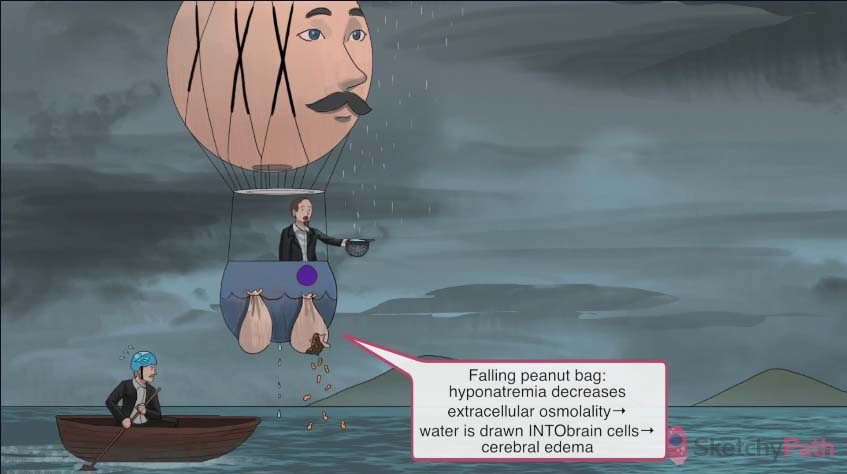 Falling peanut bag:
hyponatremia decreases
extracellular osmolality→
water is drawn INTObrain cells→
cerebral edema
SketchyPath